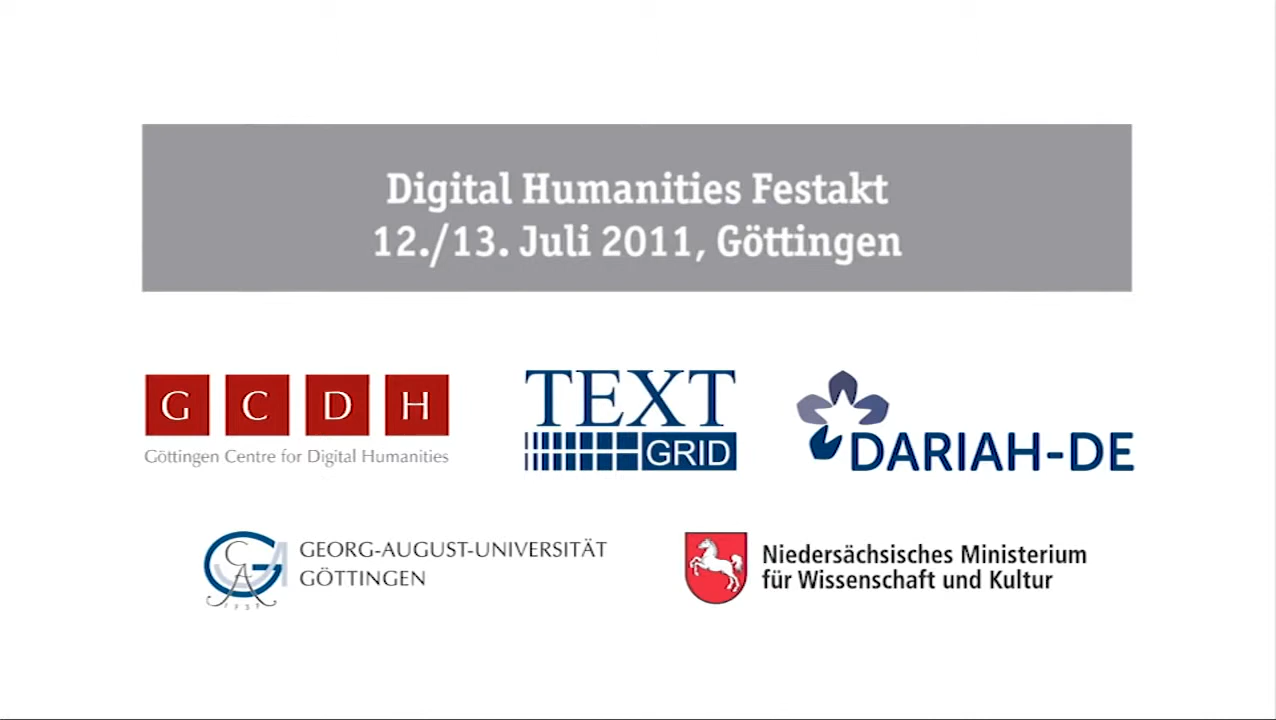 Digital Humanities Festakt
12./13. Juli 2011, Göttingen
G C D H
Göttingen Centre for Digital Humanities
TEXT
GRID
DARIAH-DE
GEORG-AUGUST-UNIVERSITÄT
GÖTTINGEN
Niedersächsisches Ministerium
für Wissenschaft und Kultur